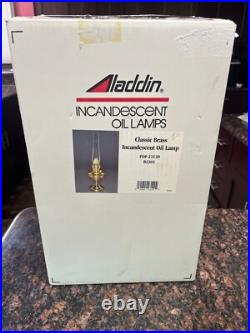 Aladdin
INCANDESCENT
OIL LAMPS
Classic Brass
Incandescent Oil Lamp